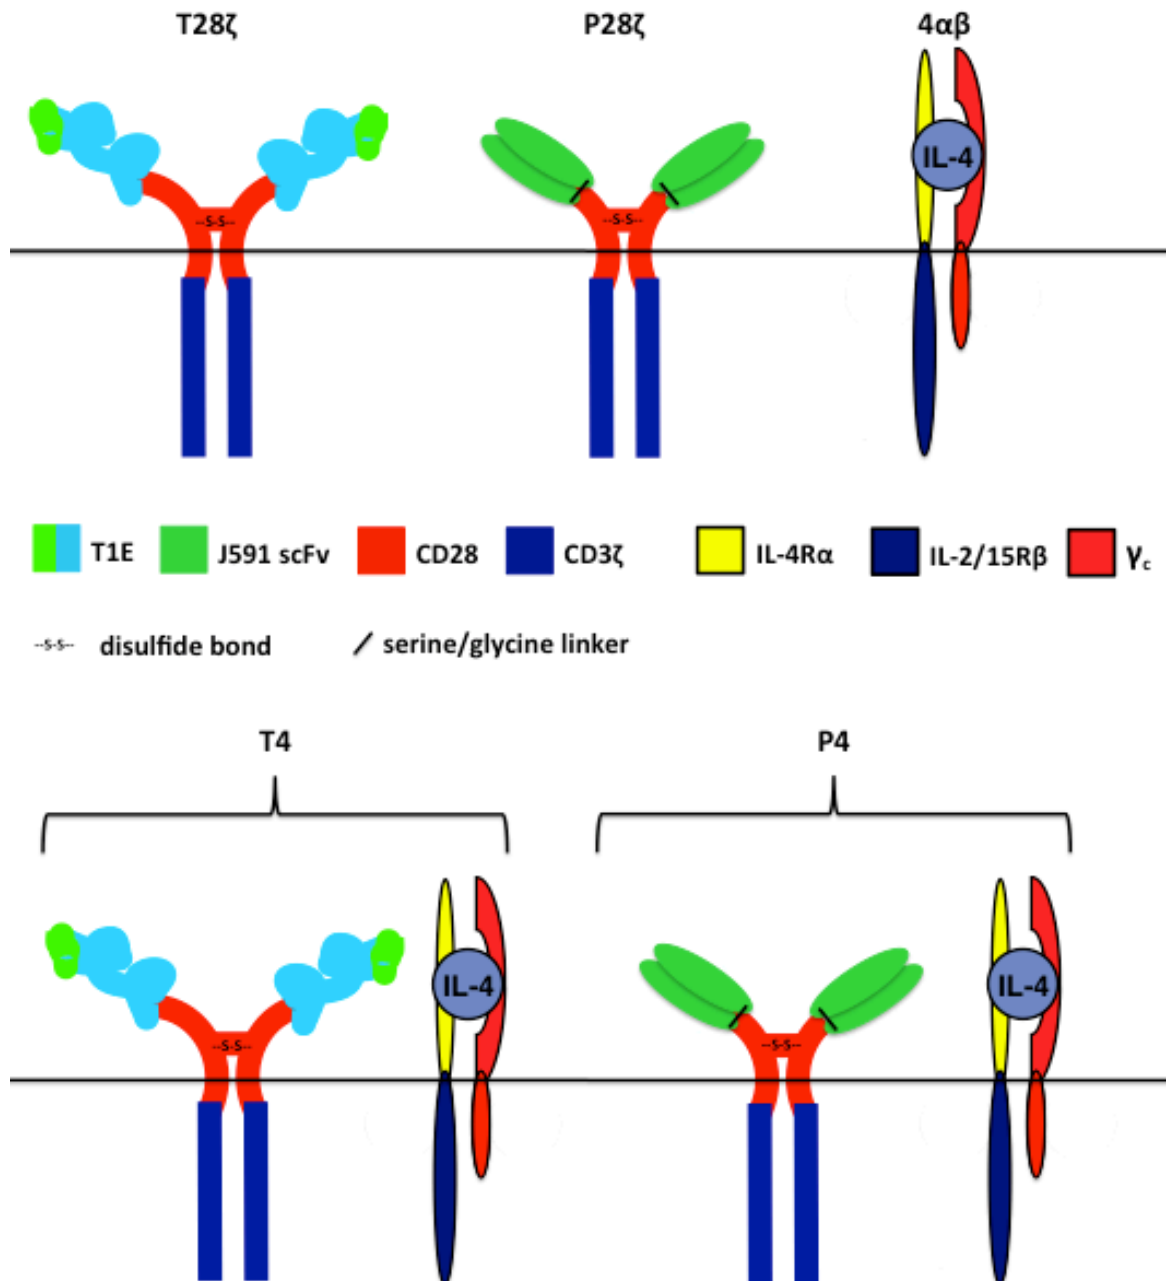 T28ζ P28ζ 4αβ
IL-4
--S-S-- --S-S--
T1E J591 scFv CD28 CD3ζ IL-4Rα IL-2/15Rβ γc
--S-S-- disulfide bond / serine/glycine linker
T4 P4
IL-4 IL-4
--S-S-- --S-S--